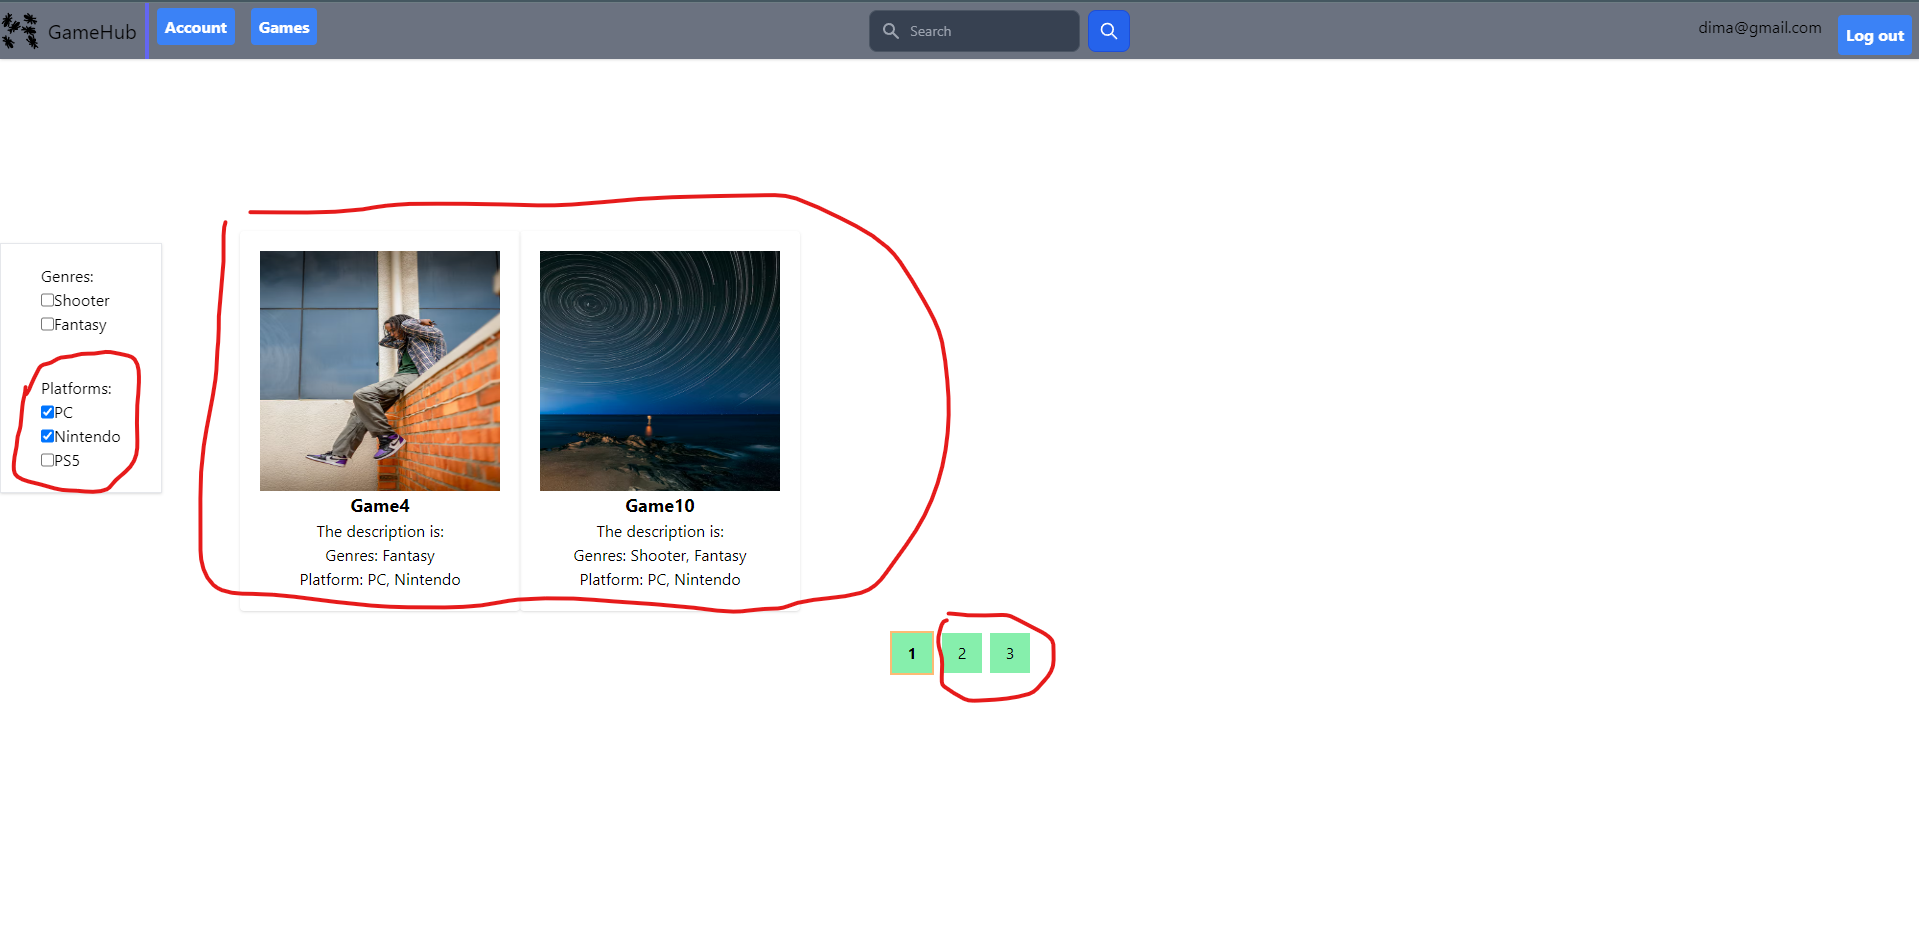 GameHub
Account
Games
Search
dima@gmail.com
Log out
Genres:
Shooter
Fantasy
Platforms:
PC
Nintendo
PS5
Game4
The description is:
Genres: Fantasy
Platform: PC, Nintendo
Game10
The description is:
Genres: Shooter, Fantasy
Platform: PC, Nintendo
1
2
3